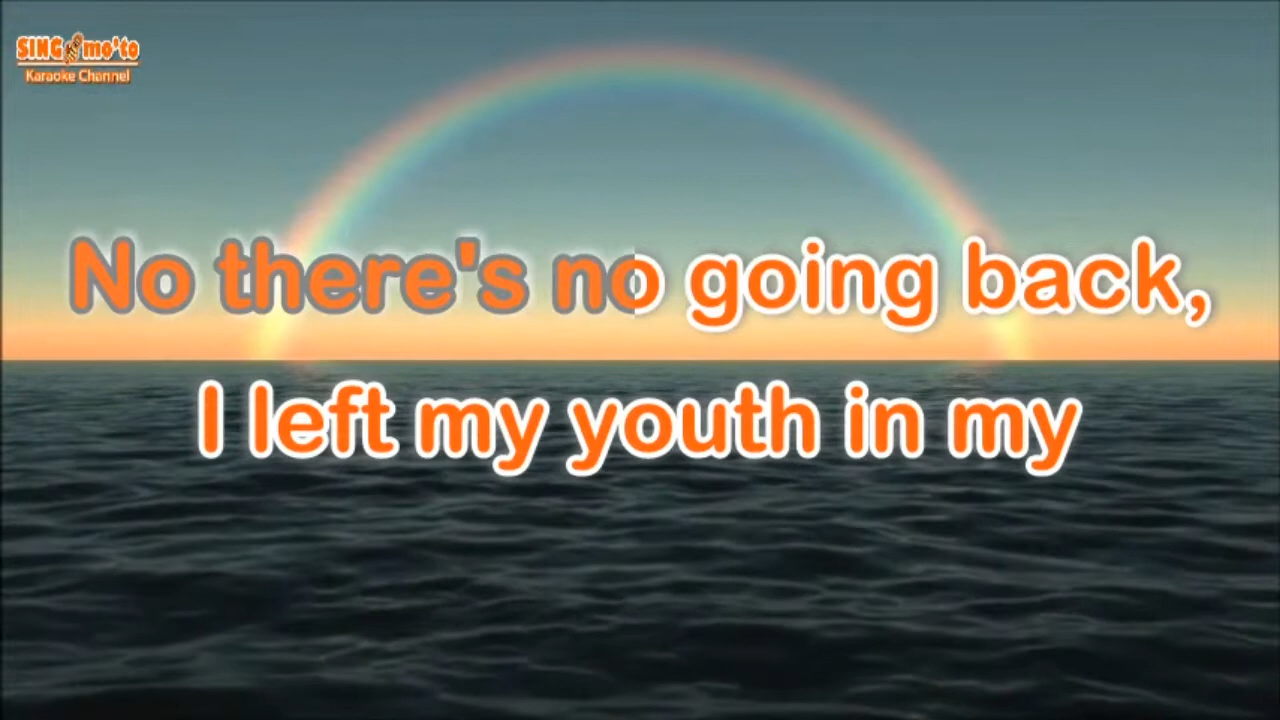 SING mo'to
Karaoke Channel
No there's no going back,
I left my youth in my